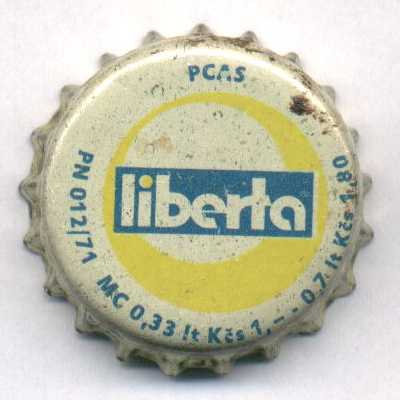 PCAS
liberta
PN 012/71 MC 0,33 lt Kčs 1,- - 0,7 lt Kčs 1,80